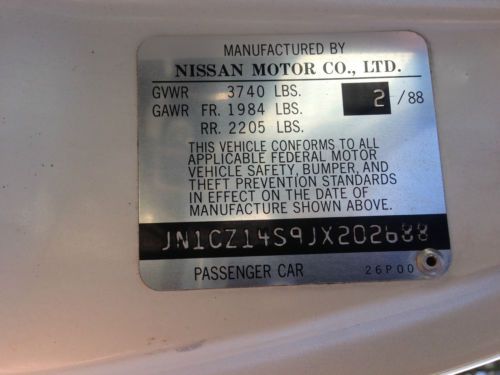 MANUFACTURED BY
NISSAN MOTOR CO., LTD.
GVWR 3740 LBS.
GAWR FR. 1984 LBS. 2 /88
RR. 2205 LBS.
THIS VEHICLE CONFORMS TO ALL
APPLICABLE FEDERAL MOTOR
VEHICLE SAFETY, BUMPER, AND
THEFT PREVENTION STANDARDS
IN EFFECT ON THE DATE OF
MANUFACTURE SHOWN ABOVE.
JN1CZ14S9JX202688
PASSENGER CAR 26P00